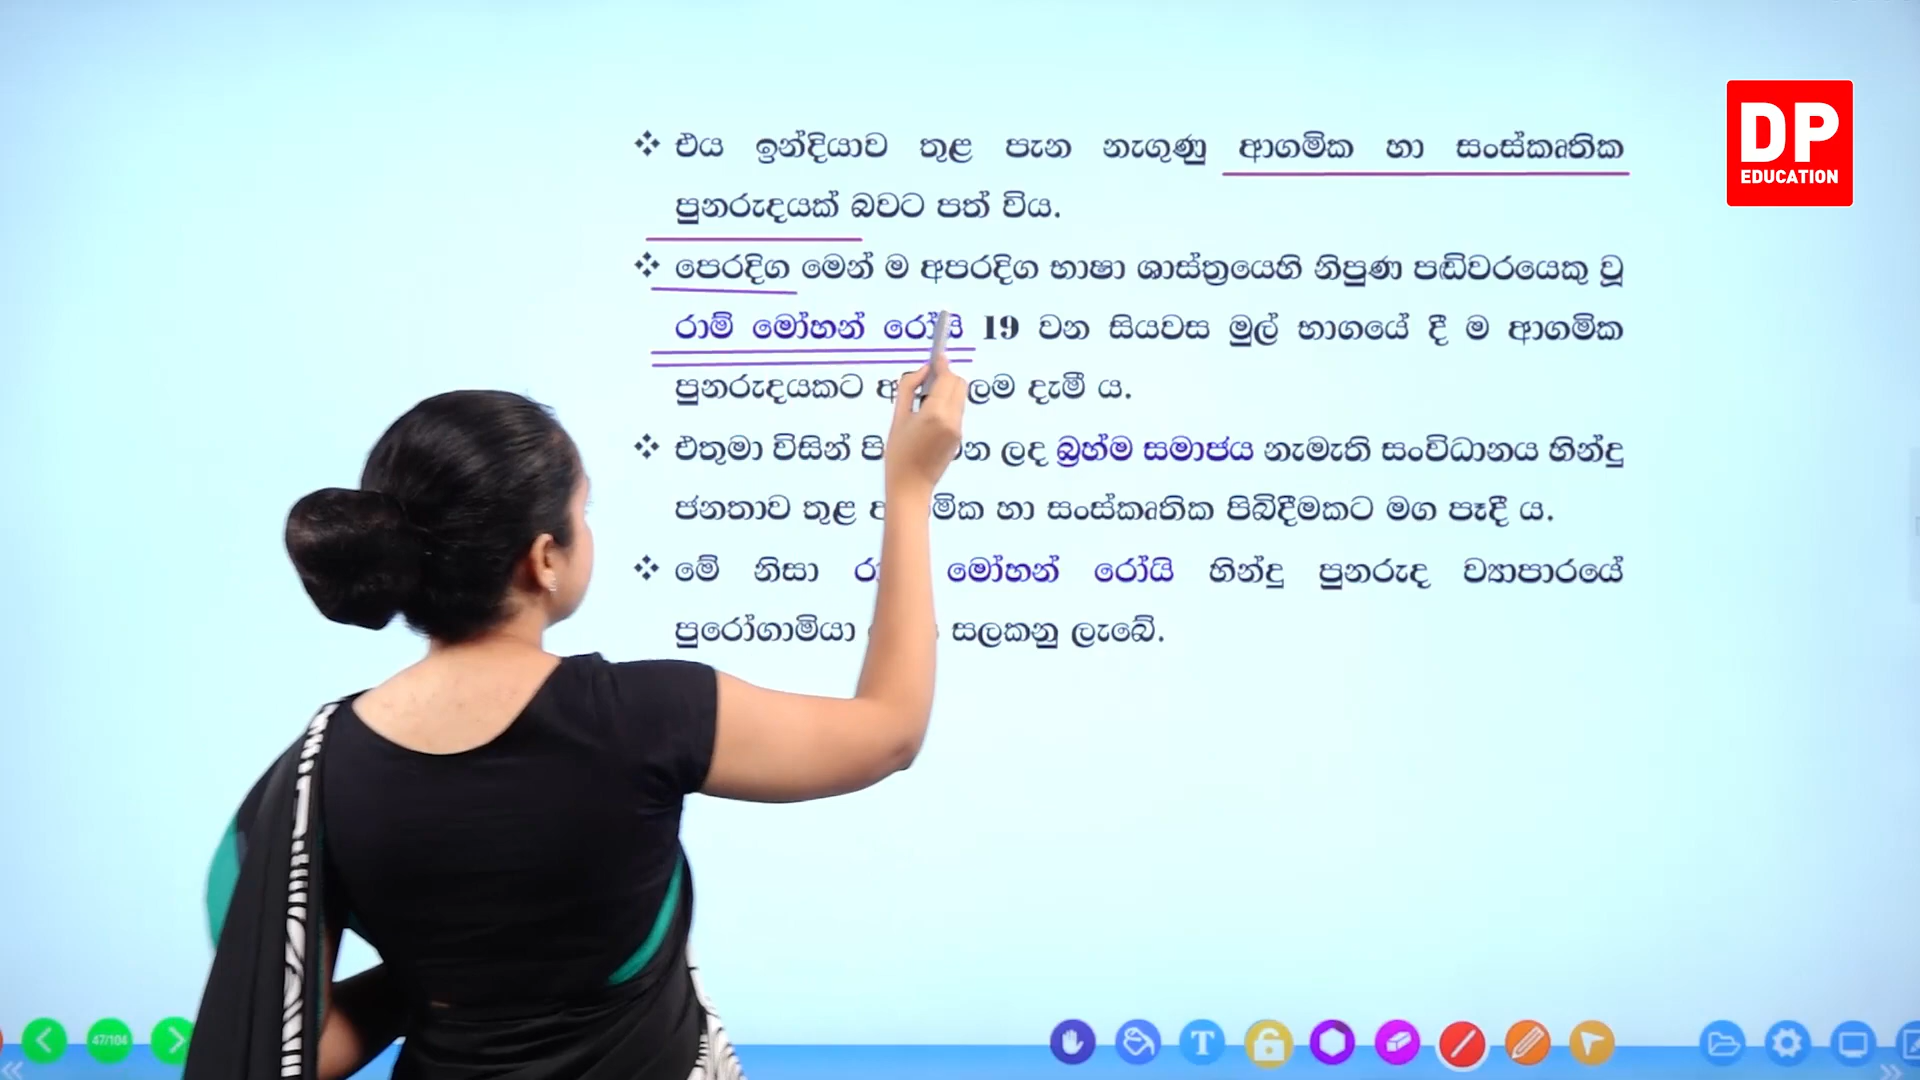 ❖ එය ඉන්දියාව තුළ පැන නැගුණු ආගමික හා සංස්කෘතික
පුනරුදයක් බවට පත් විය.
❖ පෙරදිග මෙන් ම අපරදිග භාෂා ශාස්ත්‍රයෙහි නිපුණ පඬිවරයෙකු වූ
රාම් මෝහන් රෝයි 19 වන සියවස මුල් භාගයේ දී ම ආගමික
පුනරුදයකට දැමී ය.
❖ එතුමා විසින් ලද බ්‍රහ්ම සමාජය නැමැති සංවිධානය හින්දු
ජනතාව තුළ හා සංස්කෘතික පිබිදීමකට මග පෑදී ය.
❖ මේ නිසා මෝහන් රෝයි හින්දු පුනරුද ව්‍යාපාරයේ
පුරෝගාමියා සලකනු ලැබේ.
DP
EDUCATION
47/104
T